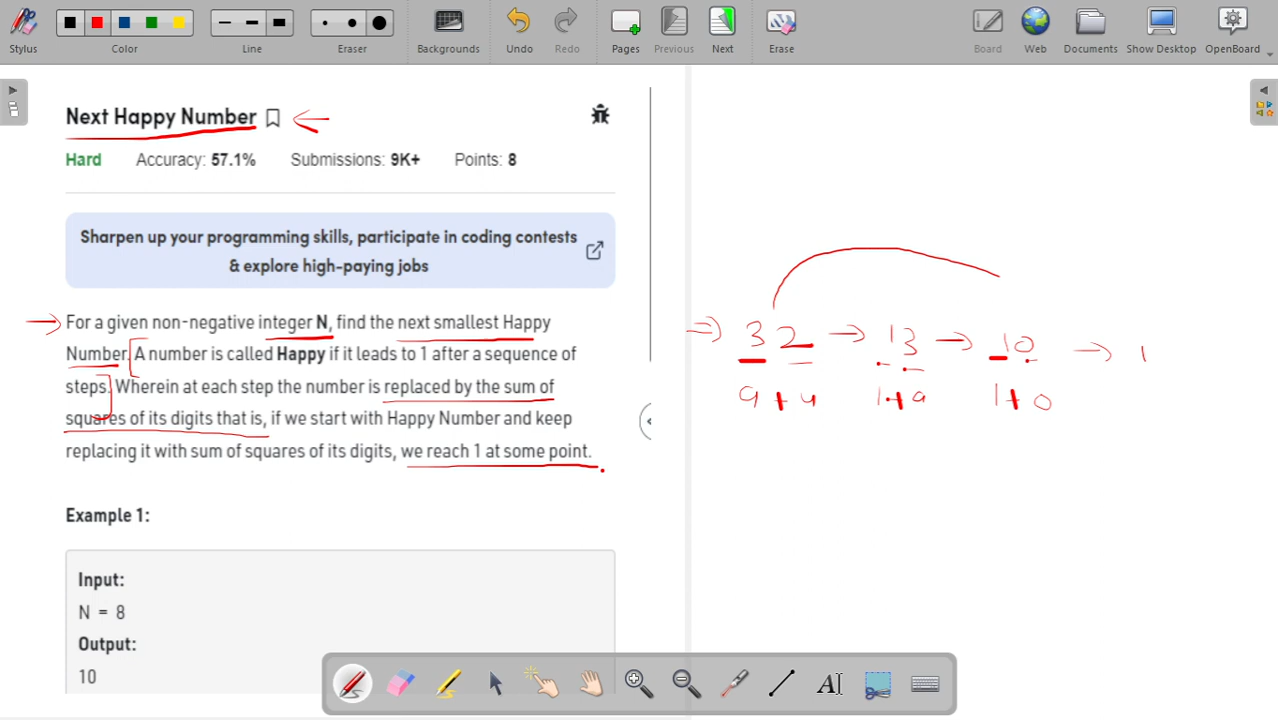 Stylus Color Line Eraser Backgrounds Undo Redo Pages Previous Next Erase Board Web Documents Show Desktop OpenBoard
Next Happy Number
Hard Accuracy: 57.1% Submissions: 9K+ Points: 8
Sharpen up your programming skills, participate in coding contests
& explore high-paying jobs
For a given non-negative integer N, find the next smallest Happy
Number. A number is called Happy if it leads to 1 after a sequence of
steps. Wherein at each step the number is replaced by the sum of
squares of its digits that is, if we start with Happy Number and keep
replacing it with sum of squares of its digits, we reach 1 at some point.
Example 1:
Input:
N = 8
Output:
10
⇒ 32 → 13 → 10 → 1
9+4 1+9 1+0